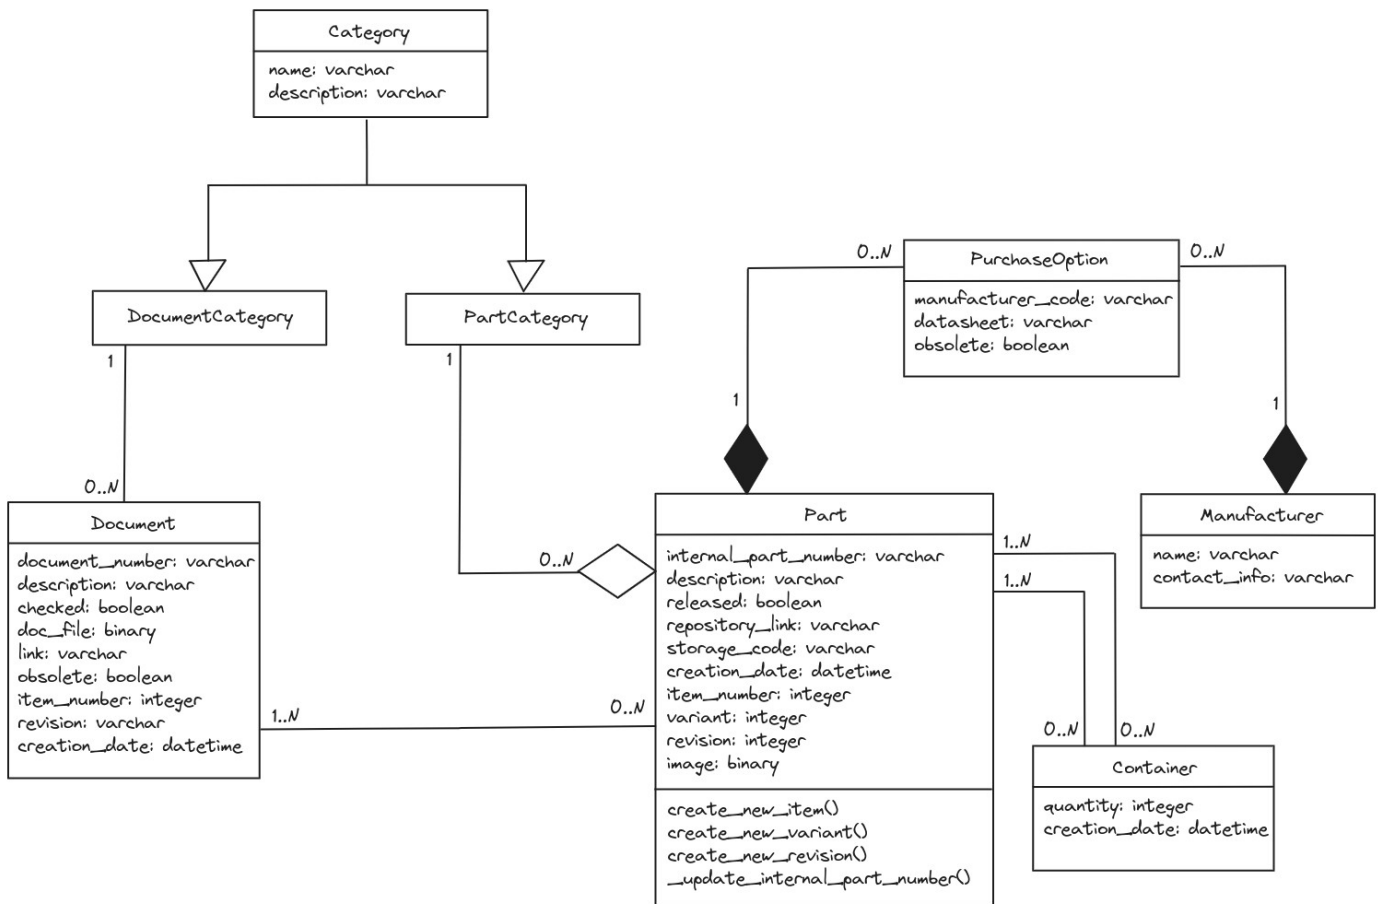 Category
name: varchar
description: varchar
DocumentCategory
PartCategory
1
1
0..N
0..N
PurchaseOption
manufacturer_code: varchar
datasheet: varchar
obsolete: boolean
0..N
0..N
1
1
Document
document_number: varchar
description: varchar
checked: boolean
doc_file: binary
link: varchar
obsolete: boolean
item_number: integer
revision: varchar
creation_date: datetime
1..N
0..N
Part
internal_part_number: varchar
description: varchar
released: boolean
repository_link: varchar
storage_code: varchar
creation_date: datetime
item_number: integer
variant: integer
revision: integer
image: binary
create_new_item()
create_new_variant()
create_new_revision()
_update_internal_part_number()
1..N
1..N
0..N
0..N
Manufacturer
name: varchar
contact_info: varchar
Container
quantity: integer
creation_date: datetime